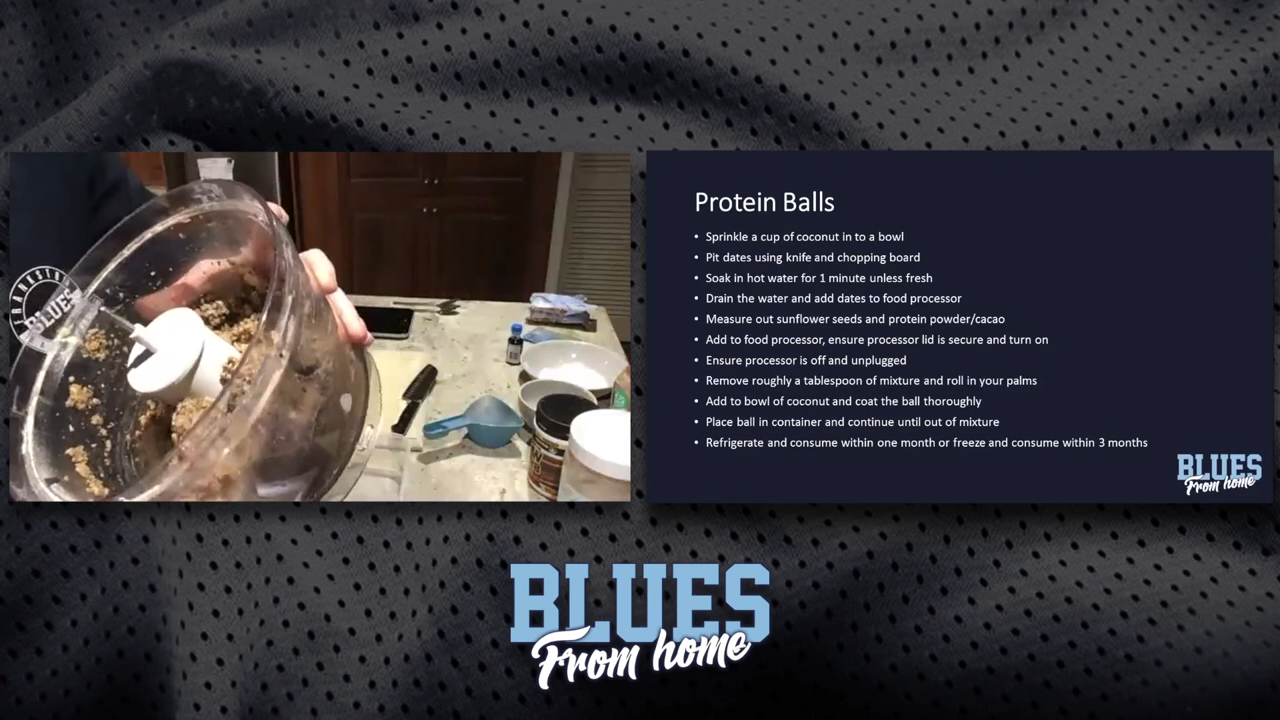 FRANKSTON
BLUES
Protein Balls
• Sprinkle a cup of coconut in to a bowl
• Pit dates using knife and chopping board
• Soak in hot water for 1 minute unless fresh
• Drain the water and add dates to food processor
• Measure out sunflower seeds and protein powder/cacao
• Add to food processor, ensure processor lid is secure and turn on
• Ensure processor is off and unplugged
• Remove roughly a tablespoon of mixture and roll in your palms
• Add to bowl of coconut and coat the ball thoroughly
• Place ball in container and continue until out of mixture
• Refrigerate and consume within one month or freeze and consume within 3 months
BLUES
From home
BLUES
From home